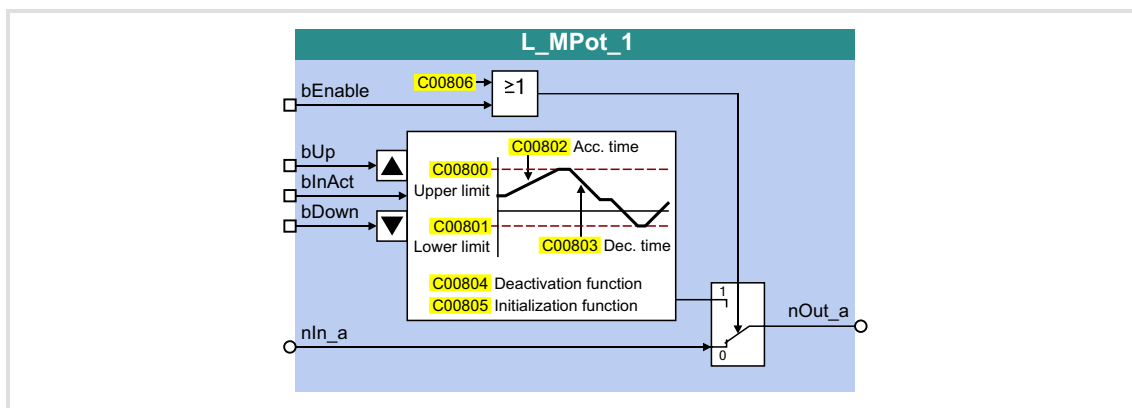 L_MPot_1
C00806
≥1
bEnable
bUp
bInAct
bDown
C00802 Acc. time
C00800
Upper limit
C00801
Lower limit
C00803 Dec. time
C00804 Deactivation function
C00805 Initialization function
1
0
nIn_a
nOut_a